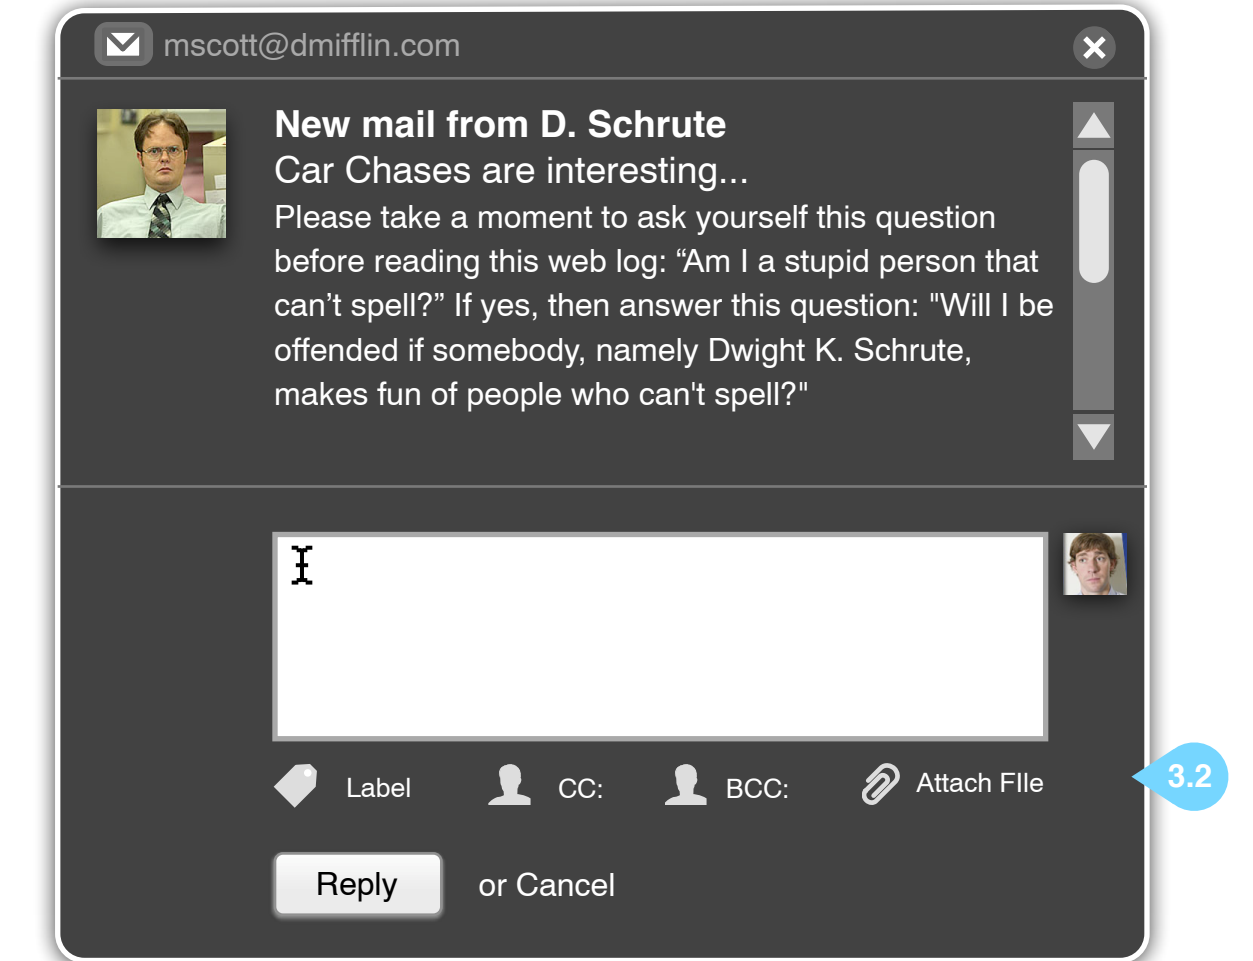 mscott@dmifflin.com
New mail from D. Schrute
Car Chases are interesting...
Please take a moment to ask yourself this question
before reading this web log: “Am I a stupid person that
can’t spell?” If yes, then answer this question: "Will I be
offended if somebody, namely Dwight K. Schrute,
makes fun of people who can't spell?"
Label CC: BCC: Attach FIle
3.2
Reply or Cancel